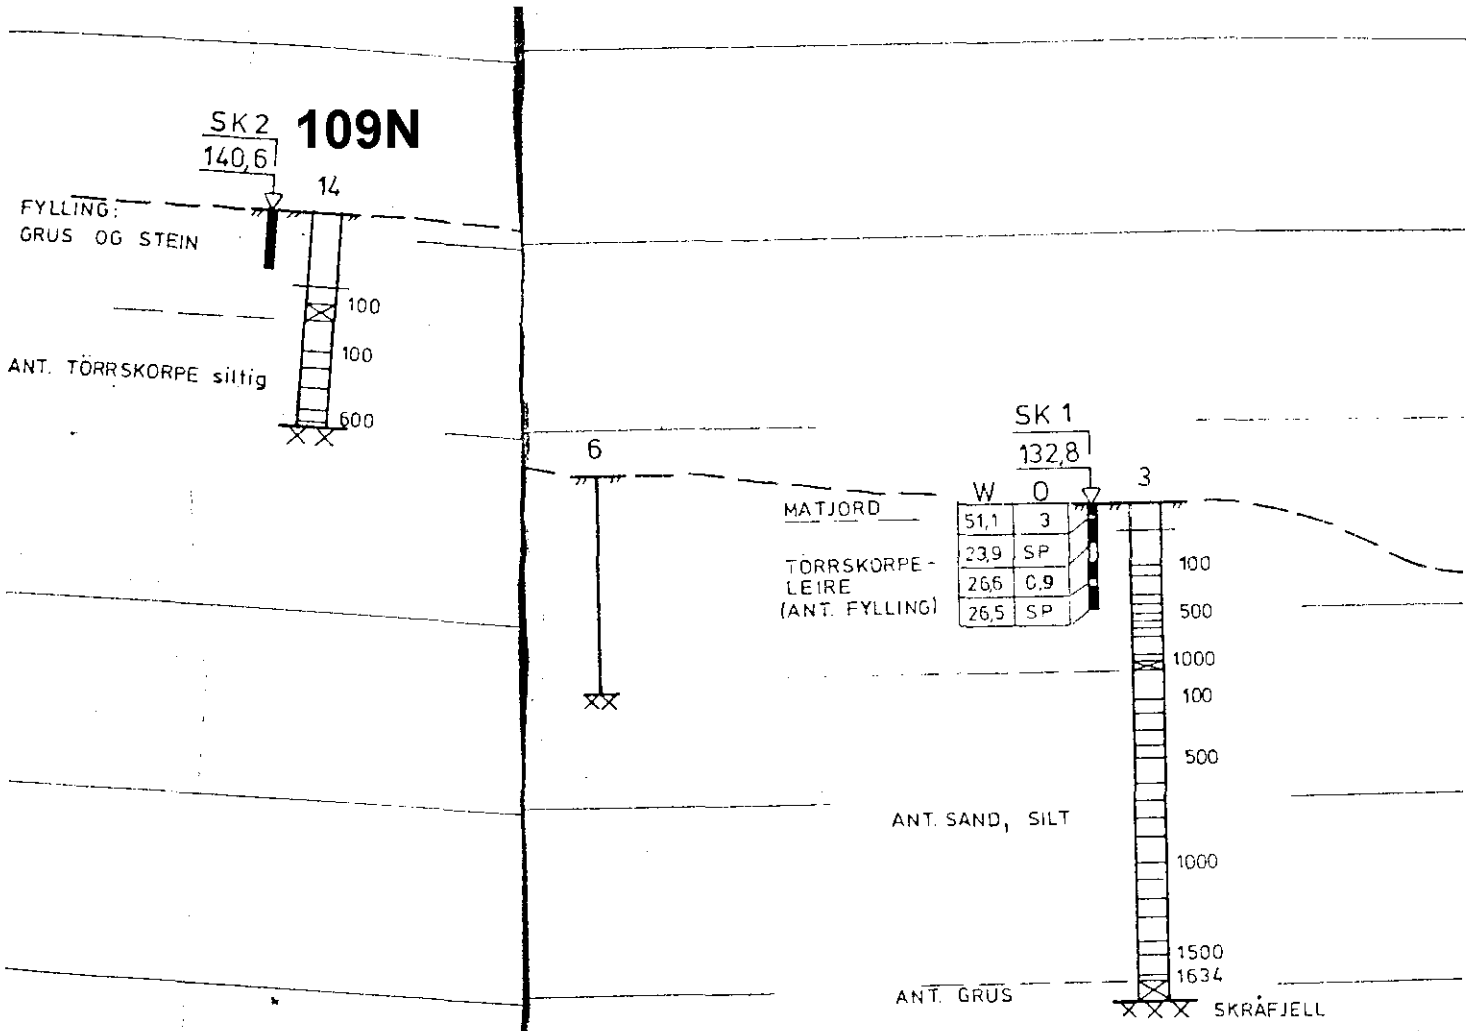 SK 2
109N
140,6
14
FYLLING:
GRUS OG STEIN
100
100
ANT. TÖRRSKORPE siltig
600
6
SK 1
132,8
3
W O
MATJORD
51,1 3
23,9 SP
TÖRRSKORPE-
LEIRE
(ANT. FYLLING)
26,6 0,9
26,5 SP
100
500
1000
100
500
ANT. SAND, SILT
1000
1500
1634
ANT. GRUS
SKRÅFJELL